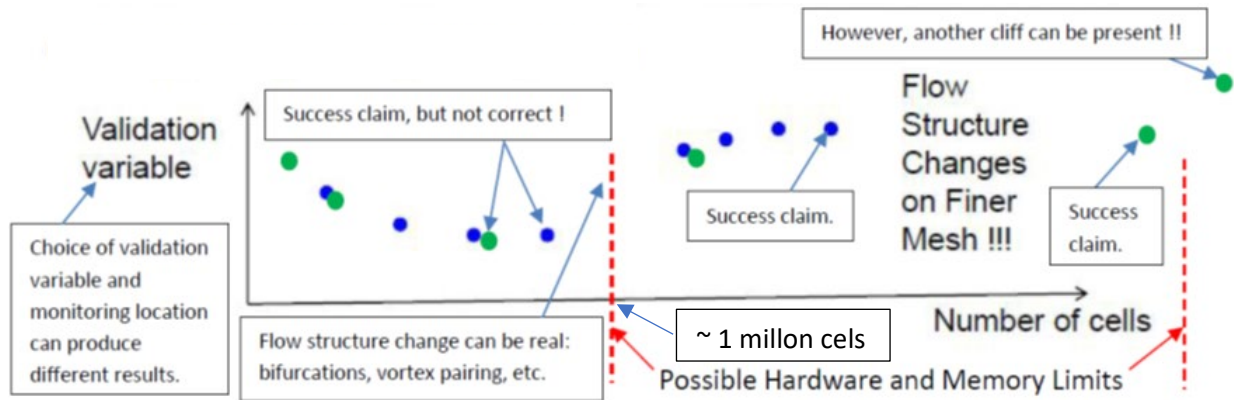 However, another cliff can be present !!
Success claim, but not correct !
Validation
variable
Flow
Structure
Changes
on Finer
Mesh !!!
Success claim.
Success
claim.
Choice of validation
variable and
monitoring location
can produce
different results.
Flow structure change can be real:
bifurcations, vortex pairing, etc.
~ 1 millon cels
Number of cells
Possible Hardware and Memory Limits